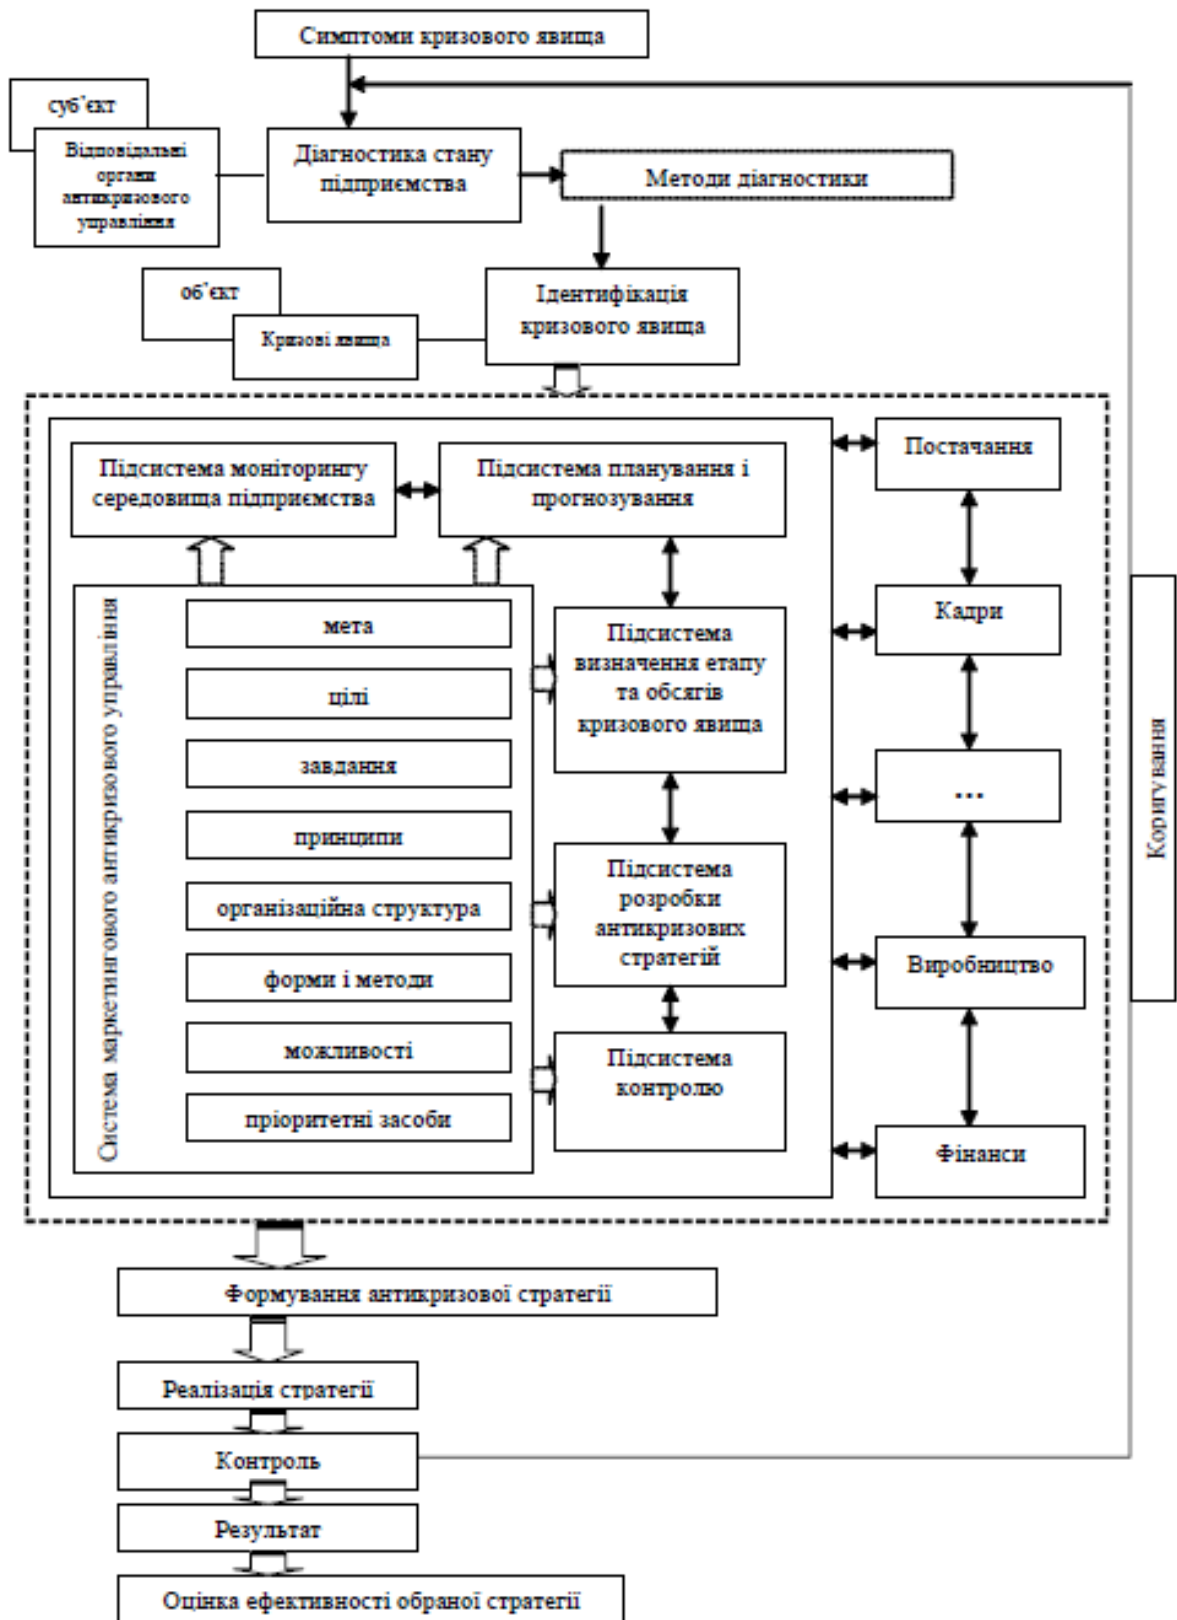 Симптоми кризового явища
суб'єкт
Відповідальні
органи
антикризового
управління
Діагностика стану
підприємства
Методи діагностики
об'єкт
Кризові явища
Ідентифікація
кризового явища
Підсистема моніторингу
середовища підприємства
Підсистема планування і
прогнозування
Постачання
Система маркетингового антикризового управління
мета
цілі
завдання
принципи
організаційна структура
форми і методи
можливості
пріоритетні засоби
Підсистема
визначення етапу
та обсягів
кризового явища
Підсистема
розробки
антикризових
стратегій
Підсистема
контролю
Кадри
...
Виробництво
Фінанси
Коригування
Формування антикризової стратегії
Реалізація стратегії
Контроль
Результат
Оцінка ефективності обраної стратегії